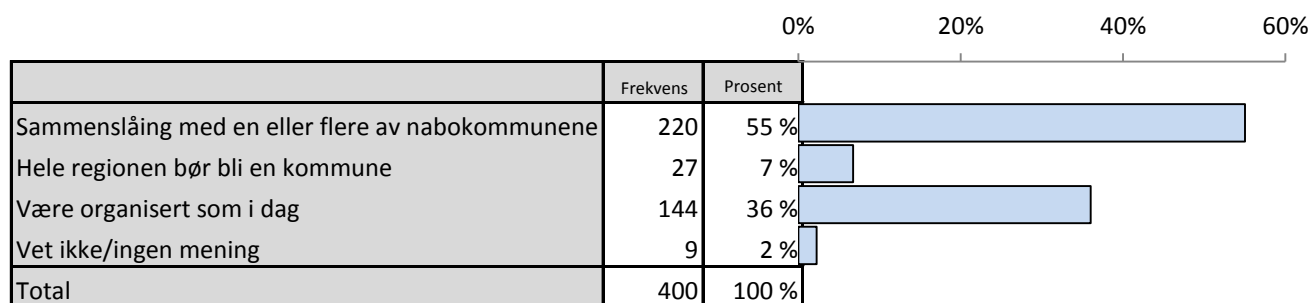 0% 20% 40% 60%
Frekvens Prosent
Sammenslåing med en eller flere av nabokommunene 220 55 %
Hele regionen bør bli en kommune 27 7 %
Være organisert som i dag 144 36 %
Vet ikke/ingen mening 9 2 %
Total 400 100 %